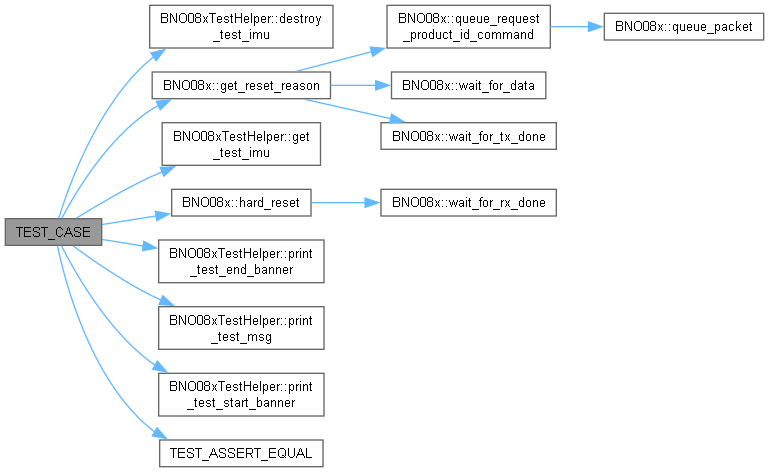 BNO08xTestHelper::destroy
_test_imu
BNO08x::queue_request
_product_id_command
BNO08x::queue_packet
BNO08x::get_reset_reason
BNO08x::wait_for_data
BNO08x::wait_for_tx_done
BNO08xTestHelper::get
_test_imu
BNO08x::hard_reset
BNO08x::wait_for_rx_done
TEST_CASE
BNO08xTestHelper::print
_test_end_banner
BNO08xTestHelper::print
_test_msg
BNO08xTestHelper::print
_test_start_banner
TEST_ASSERT_EQUAL